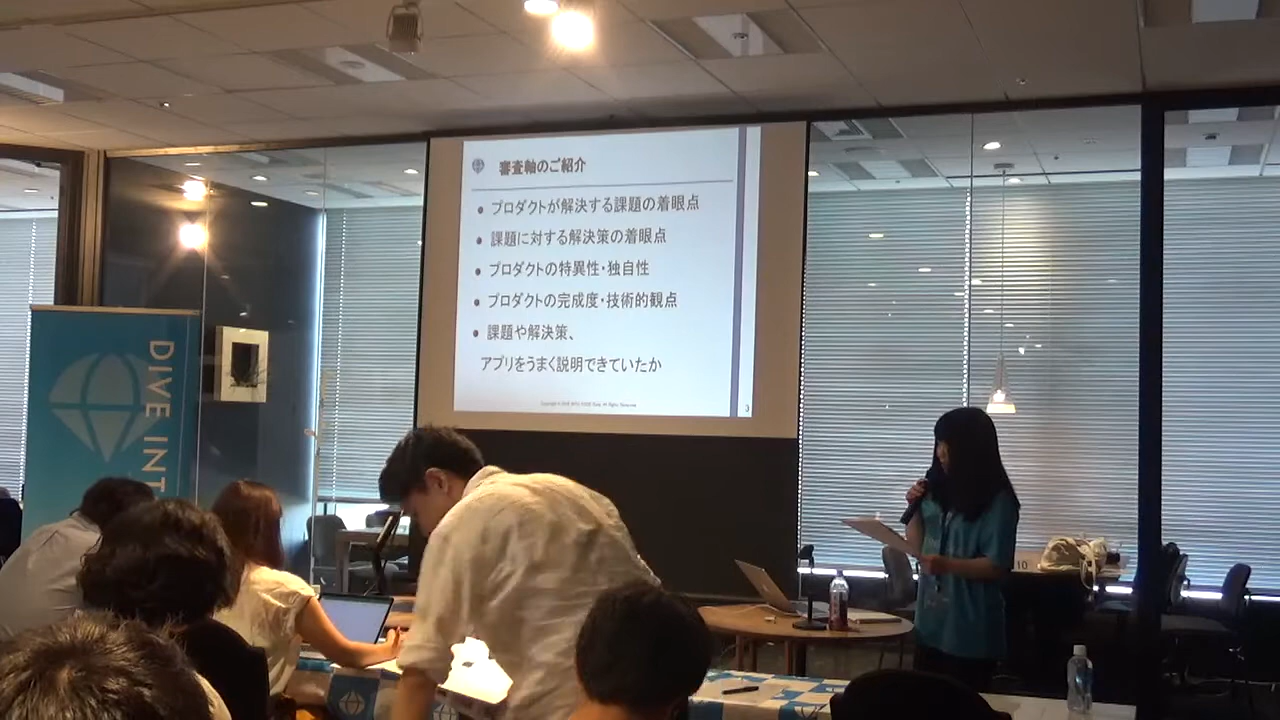 審査軸のご紹介
● プロダクトが解決する課題の着眼点
● 課題に対する解決策の着眼点
● プロダクトの特異性・独自性
● プロダクトの完成度・技術的観点
● 課題や解決策、
アプリをうまく説明できていたか
3
DIVE INT
10